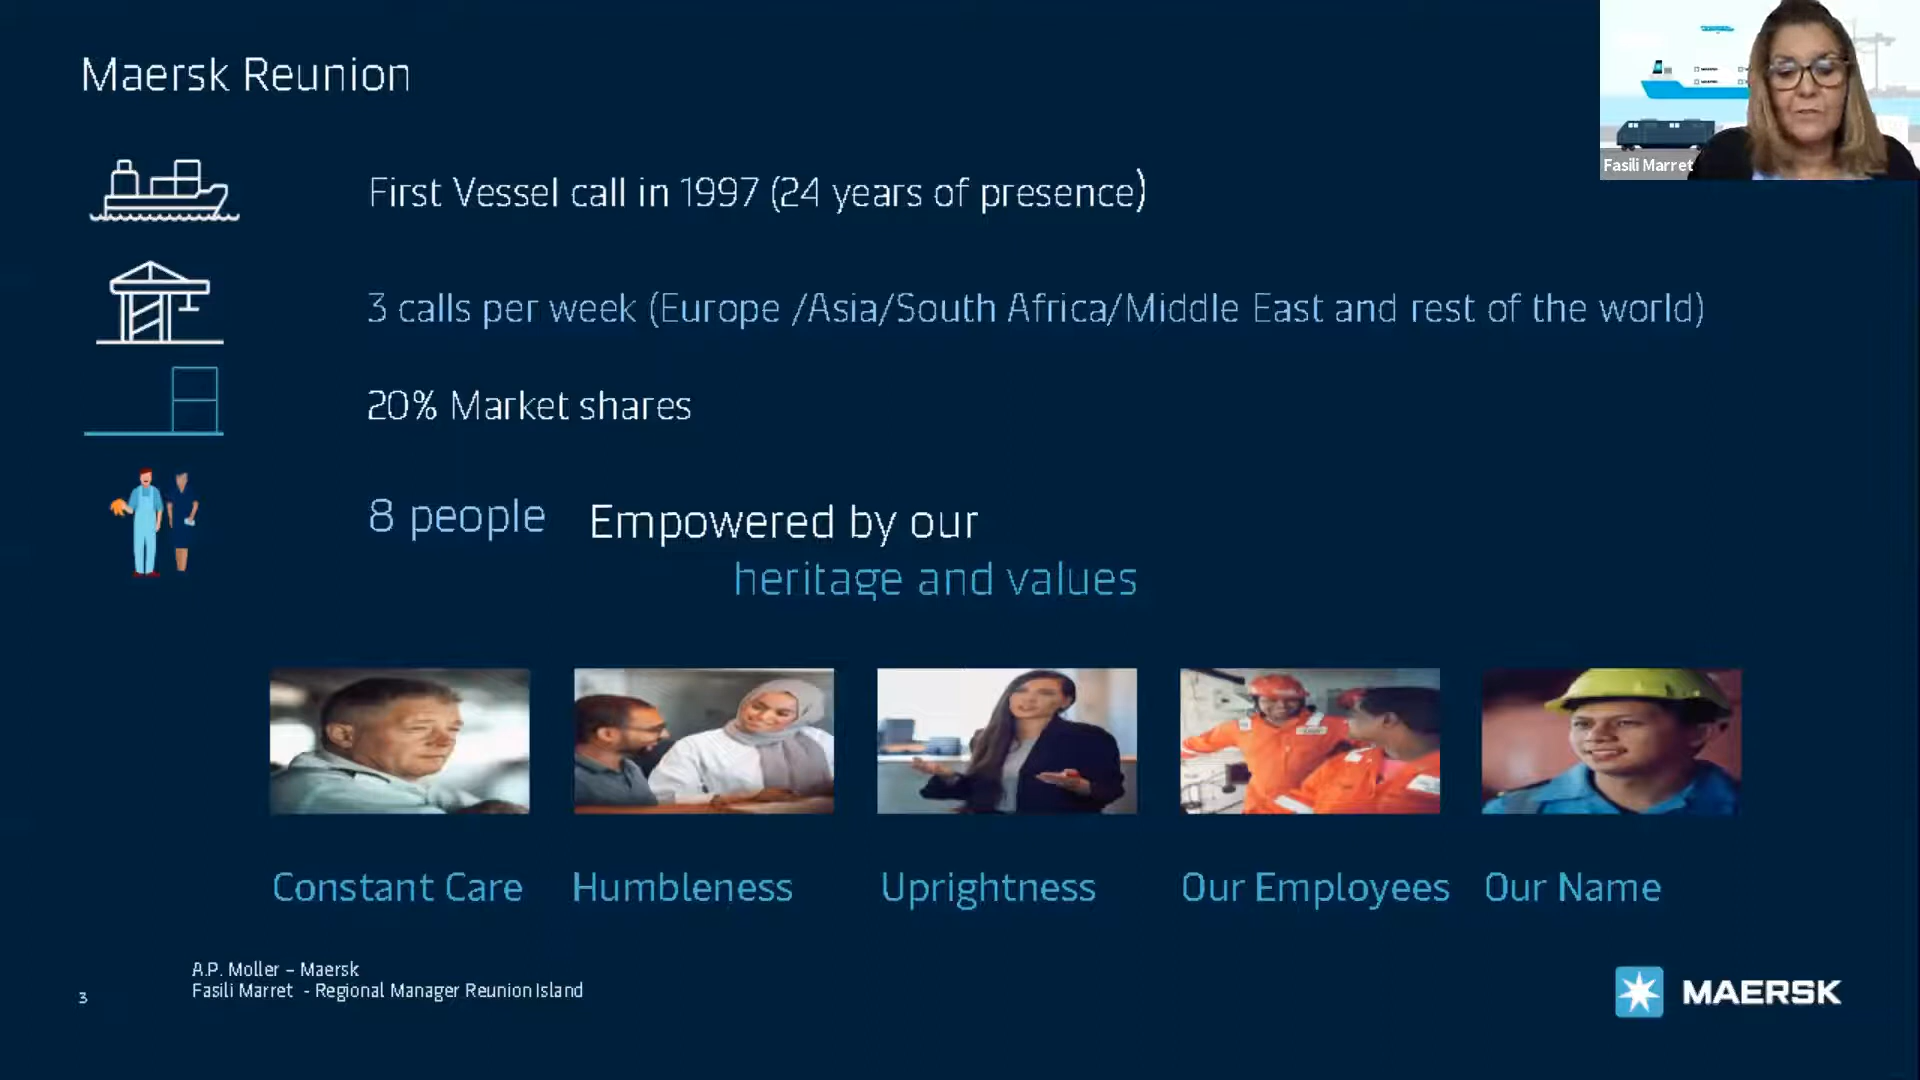 Maersk Reunion
Fasili Marret
First Vessel call in 1997 (24 years of presence)
3 calls per week (Europe /Asia/South Africa/Middle East and rest of the world)
20% Market shares
8 people
Empowered by our
heritage and values
Constant Care
Humbleness
Uprightness
Our Employees
Our Name
A.P. Moller – Maersk
Fasili Marret - Regional Manager Reunion Island
3
MAERSK